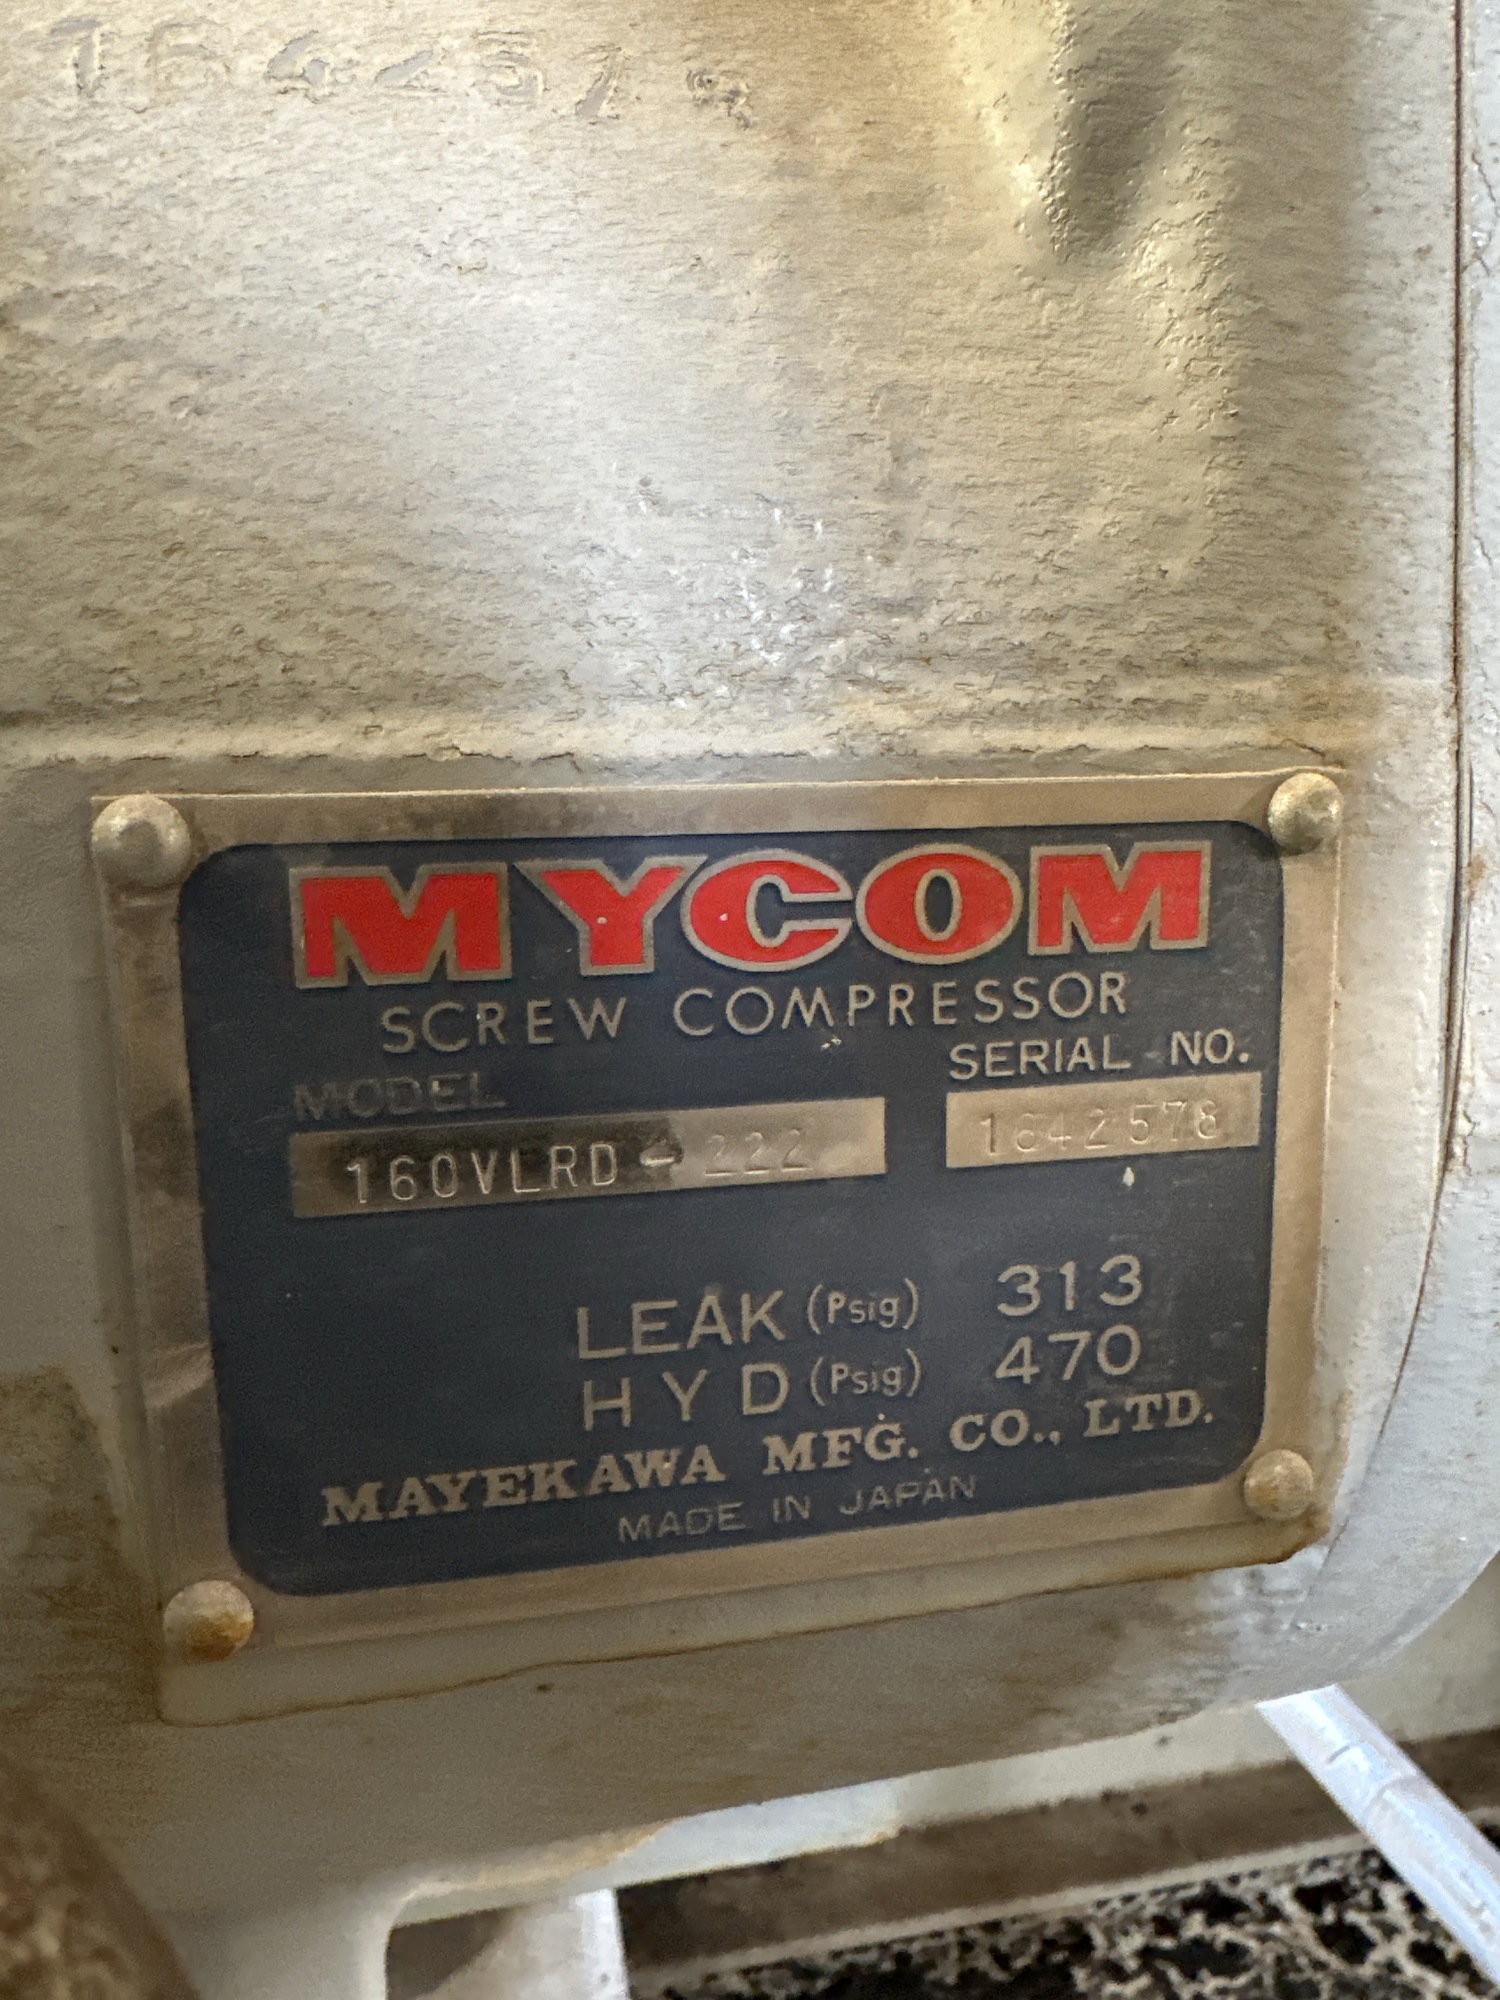 MYCOM
SCREW COMPRESSOR
MODEL SERIAL NO.
160VLRD-222 1642578
LEAK (Psig) 313
HYD (Psig) 470
MAYEKAWA MFG. CO., LTD.
MADE IN JAPAN